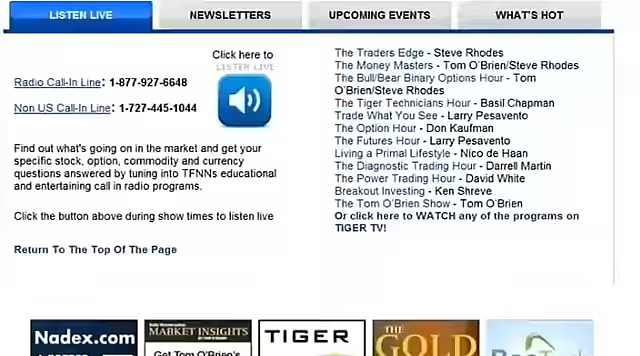 LISTEN LIVE
NEWSLETTERS
UPCOMING EVENTS
WHAT'S HOT
Click here to
LISTEN LIVE
Radio Call-In Line: 1-877-927-6648
Non US Call-In Line: 1-727-445-1044
Find out what's going on in the market and get your
specific stock, option, commodity and currency
questions answered by tuning into TFNNs educational
and entertaining call in radio programs.
Click the button above during show times to listen live
Return To The Top Of The Page
The Traders Edge - Steve Rhodes
The Money Masters - Tom O'Brien/Steve Rhodes
The Bull/Bear Binary Options Hour - Tom
O'Brien/Steve Rhodes
The Tiger Technicians Hour - Basil Chapman
Trade What You See - Larry Pesavento
The Option Hour - Don Kaufman
The Futures Hour - Larry Pesavento
Living a Primal Lifestyle - Nico de Haan
The Diagnostic Trading Hour - Darrell Martin
The Power Trading Hour - David White
Breakout Investing - Ken Shreve
The Tom O'Brien Show - Tom O'Brien
Or click here to WATCH any of the programs on
TIGER TV!
Nadex.com
MARKET INSIGHTS
Get Tom O'Brien's
TIGER
THE
GOLD